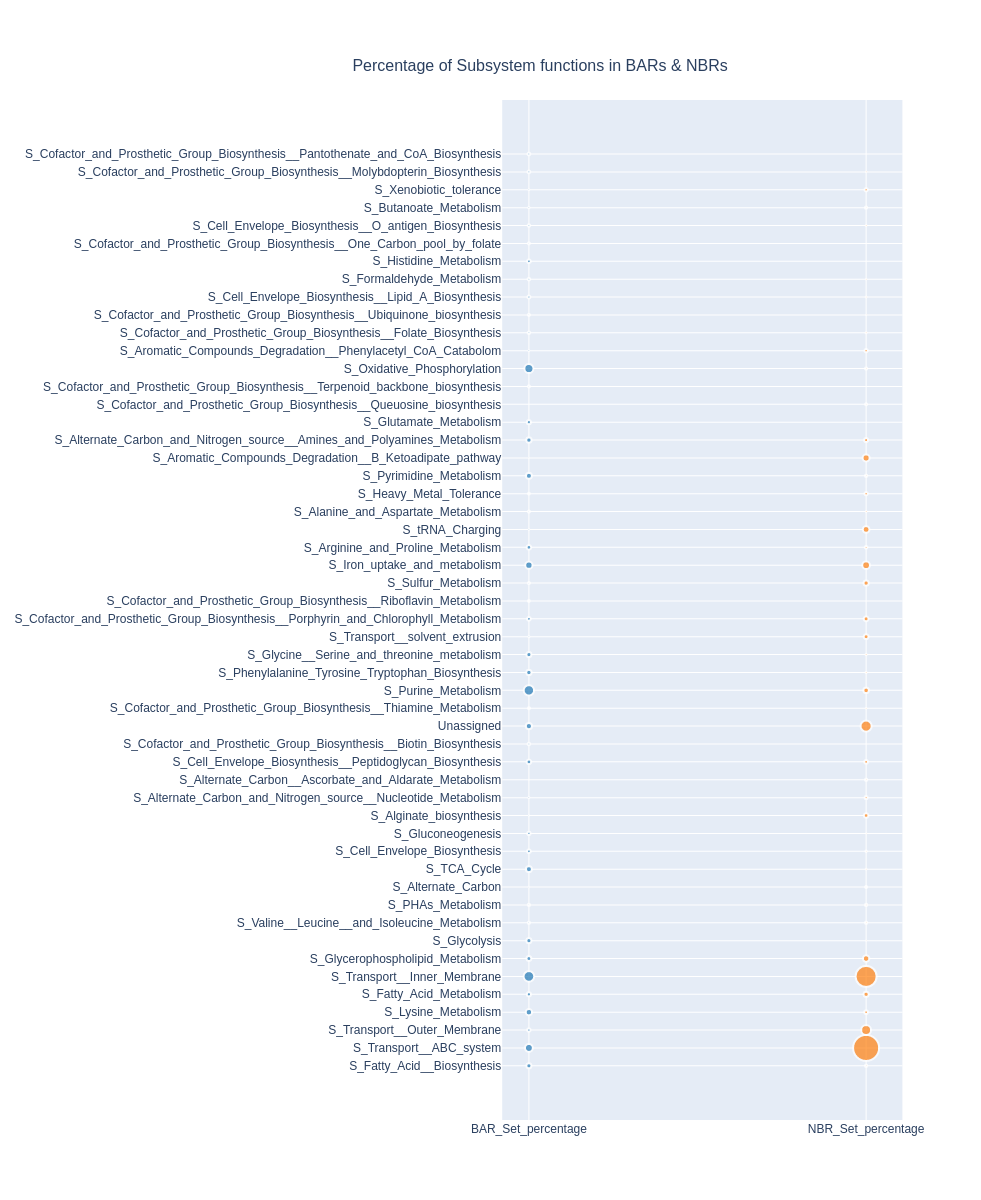 Percentage of Subsystem functions in BARs & NBRs
S_Cofactor_and_Prosthetic_Group_Biosynthesis__Pantothenate_and_CoA_Biosynthesis
S_Cofactor_and_Prosthetic_Group_Biosynthesis__Molybdopterin_Biosynthesis
S_Xenobiotic_tolerance
S_Butanoate_Metabolism
S_Cell_Envelope_Biosynthesis__O_antigen_Biosynthesis
S_Cofactor_and_Prosthetic_Group_Biosynthesis__One_Carbon_pool_by_folate
S_Histidine_Metabolism
S_Formaldehyde_Metabolism
S_Cell_Envelope_Biosynthesis__Lipid_A_Biosynthesis
S_Cofactor_and_Prosthetic_Group_Biosynthesis__Ubiquinone_biosynthesis
S_Cofactor_and_Prosthetic_Group_Biosynthesis__Folate_Biosynthesis
S_Aromatic_Compounds_Degradation__Phenylacetyl_CoA_Catabolom
S_Oxidative_Phosphorylation
S_Cofactor_and_Prosthetic_Group_Biosynthesis__Terpenoid_backbone_biosynthesis
S_Cofactor_and_Prosthetic_Group_Biosynthesis__Queuosine_biosynthesis
S_Glutamate_Metabolism
S_Alternate_Carbon_and_Nitrogen_source__Amines_and_Polyamines_Metabolism
S_Aromatic_Compounds_Degradation__B_Ketoadipate_pathway
S_Pyrimidine_Metabolism
S_Heavy_Metal_Tolerance
S_Alanine_and_Aspartate_Metabolism
S_tRNA_Charging
S_Arginine_and_Proline_Metabolism
S_Iron_uptake_and_metabolism
S_Sulfur_Metabolism
S_Cofactor_and_Prosthetic_Group_Biosynthesis__Riboflavin_Metabolism
S_Cofactor_and_Prosthetic_Group_Biosynthesis__Porphyrin_and_Chlorophyll_Metabolism
S_Transport__solvent_extrusion
S_Glycine__Serine_and_threonine_metabolism
S_Phenylalanine_Tyrosine_Tryptophan_Biosynthesis
S_Purine_Metabolism
S_Cofactor_and_Prosthetic_Group_Biosynthesis__Thiamine_Metabolism
Unassigned
S_Cofactor_and_Prosthetic_Group_Biosynthesis__Biotin_Biosynthesis
S_Cell_Envelope_Biosynthesis__Peptidoglycan_Biosynthesis
S_Alternate_Carbon__Ascorbate_and_Aldarate_Metabolism
S_Alternate_Carbon_and_Nitrogen_source__Nucleotide_Metabolism
S_Alginate_biosynthesis
S_Gluconeogenesis
S_Cell_Envelope_Biosynthesis
S_TCA_Cycle
S_Alternate_Carbon
S_PHAs_Metabolism
S_Valine__Leucine__and_Isoleucine_Metabolism
S_Glycolysis
S_Glycerophospholipid_Metabolism
S_Transport__Inner_Membrane
S_Fatty_Acid_Metabolism
S_Lysine_Metabolism
S_Transport__Outer_Membrane
S_Transport__ABC_system
S_Fatty_Acid__Biosynthesis
BAR_Set_percentage NBR_Set_percentage